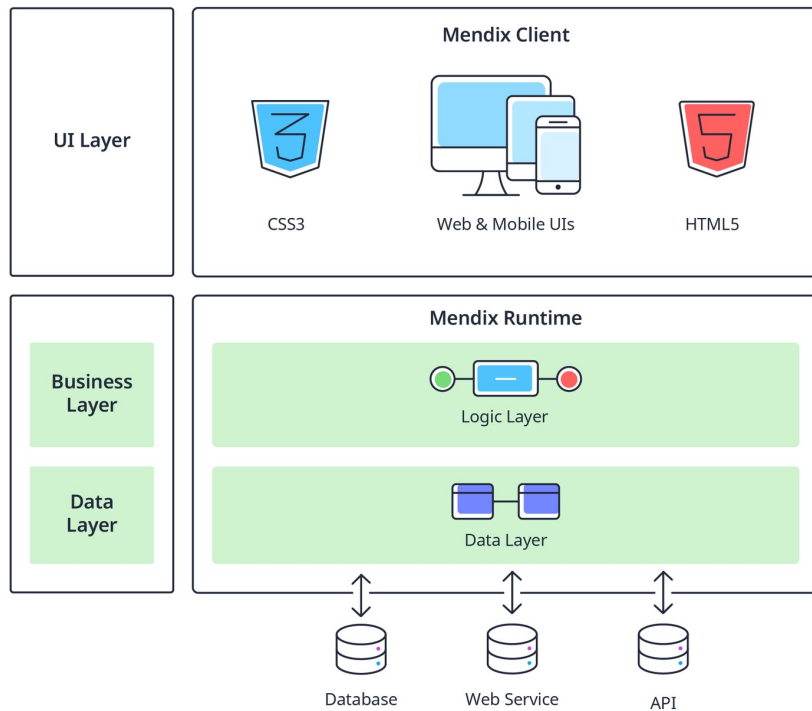 Mendix Client
UI Layer
CSS3
Web & Mobile UIs
HTML5
Mendix Runtime
Business
Layer
Logic Layer
Data
Layer
Data Layer
Database
Web Service
API